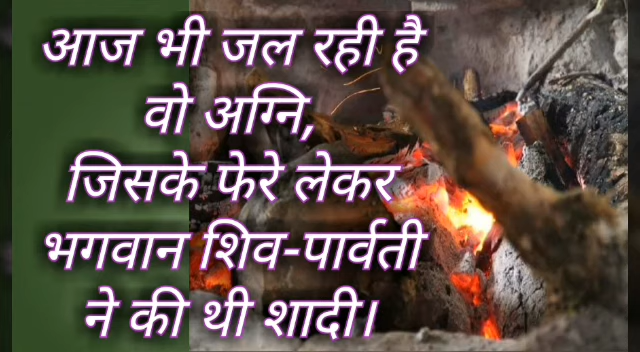 आज भी जल रही है
वो अग्नि,
जिसके फेरे लेकर
भगवान शिव-पार्वती
ने की थी शादी।